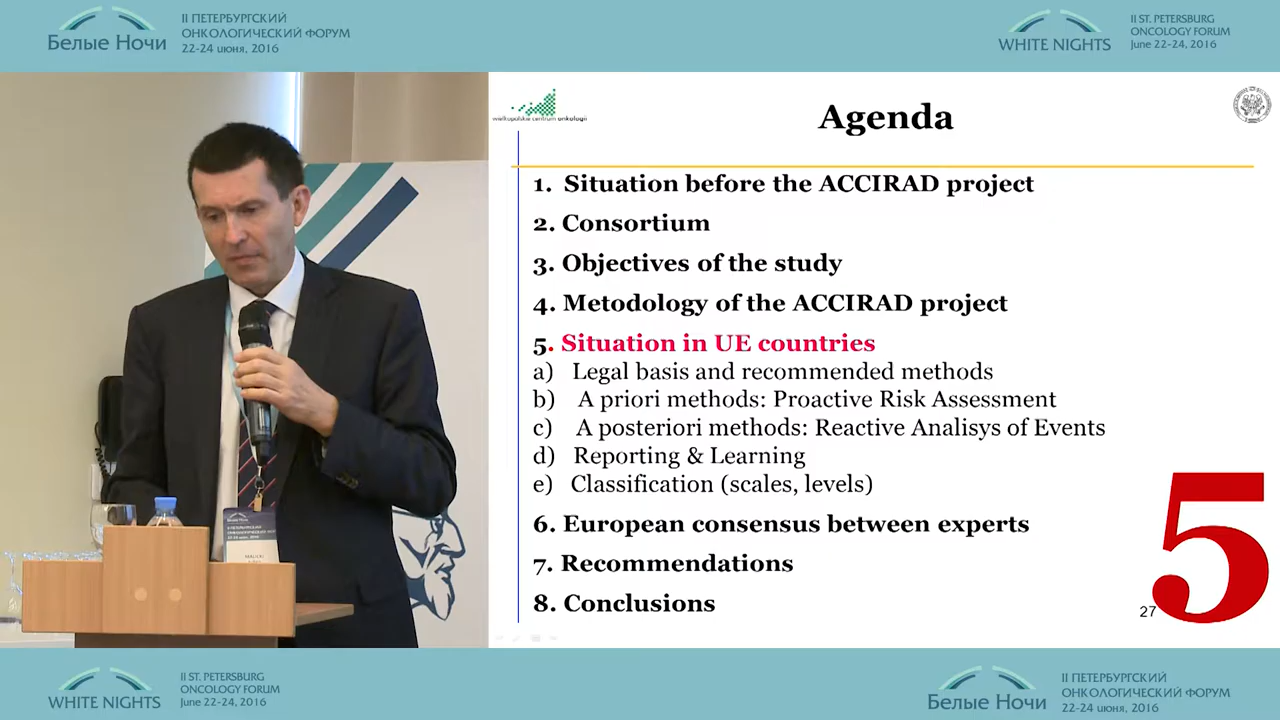 II ПЕТЕРБУРГСКИЙ
ОНКОЛОГИЧЕСКИЙ ФОРУМ
Белые Ночи
22-24 июня, 2016
II ST. PETERSBURG
ONCOLOGY FORUM
WHITE NIGHTS
June 22-24, 2016
wielkopolskie centrum onkologii
Agenda
1. Situation before the ACCIRAD project
2. Consortium
3. Objectives of the study
4. Metodology of the ACCIRAD project
5. Situation in UE countries
a) Legal basis and recommended methods
b) A priori methods: Proactive Risk Assessment
c) A posteriori methods: Reactive Analisys of Events
d) Reporting & Learning
e) Classification (scales, levels)
6. European consensus between experts
7. Recommendations
8. Conclusions
5
27
II ПЕТЕРБУРГСКИЙ
II ST. PETERSBURG
ONCOLOGY FORUM
WHITE NIGHTS
June 22-24, 2016
II ПЕТЕРБУРГСКИЙ
ОНКОЛОГИЧЕСКИЙ ФОРУМ
Белые Ночи
22-24 июня, 2016